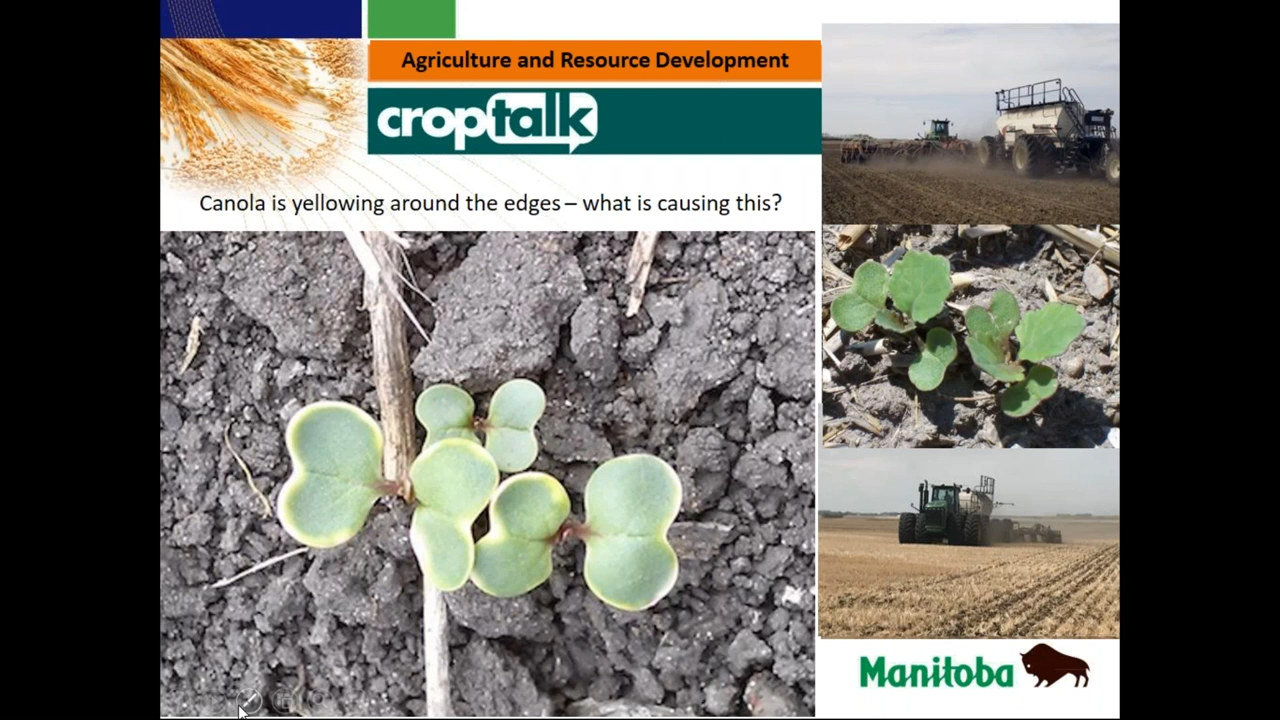 Agriculture and Resource Development
croptalk
Canola is yellowing around the edges – what is causing this?
Manitoba